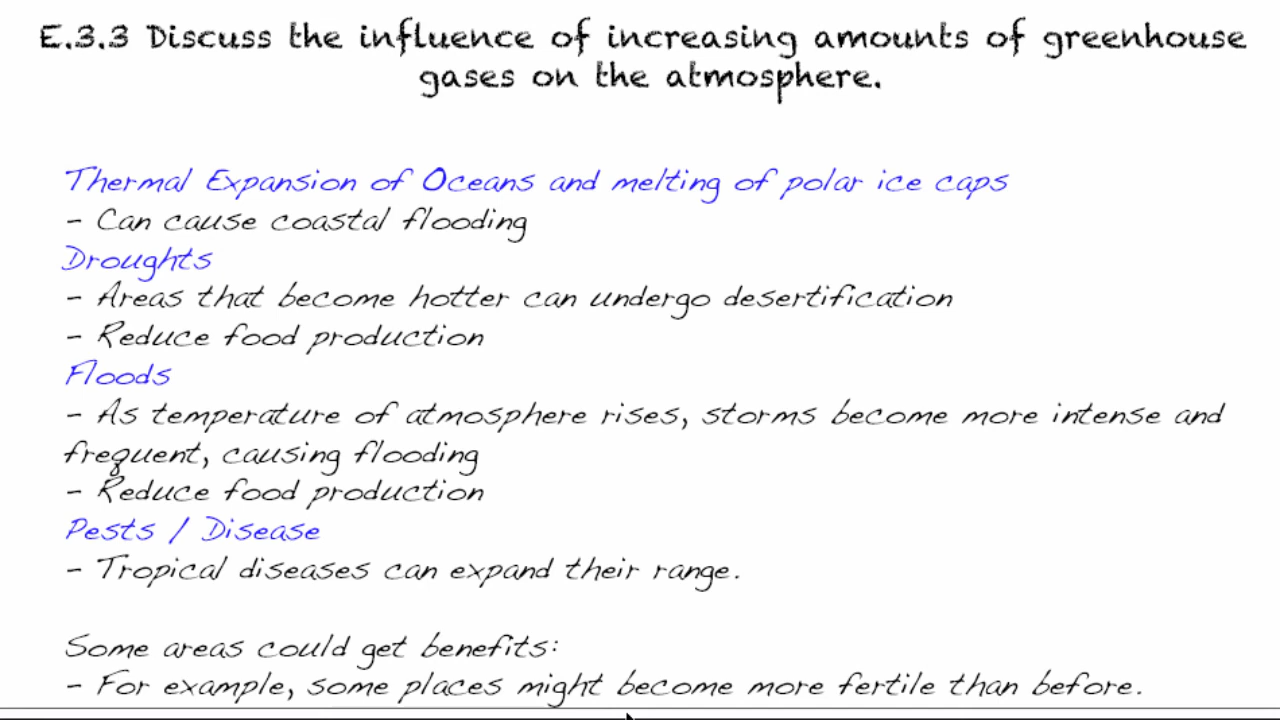 E.3.3 Discuss the influence of increasing amounts of greenhouse
gases on the atmosphere.
Thermal Expansion of Oceans and melting of polar ice caps
- Can cause coastal flooding
Droughts
- Areas that become hotter can undergo desertification
- Reduce food production
Floods
- As temperature of atmosphere rises, storms become more intense and
frequent, causing flooding
- Reduce food production
Pests / Disease
- Tropical diseases can expand their range.
Some areas could get benefits:
- For example, some places might become more fertile than before.